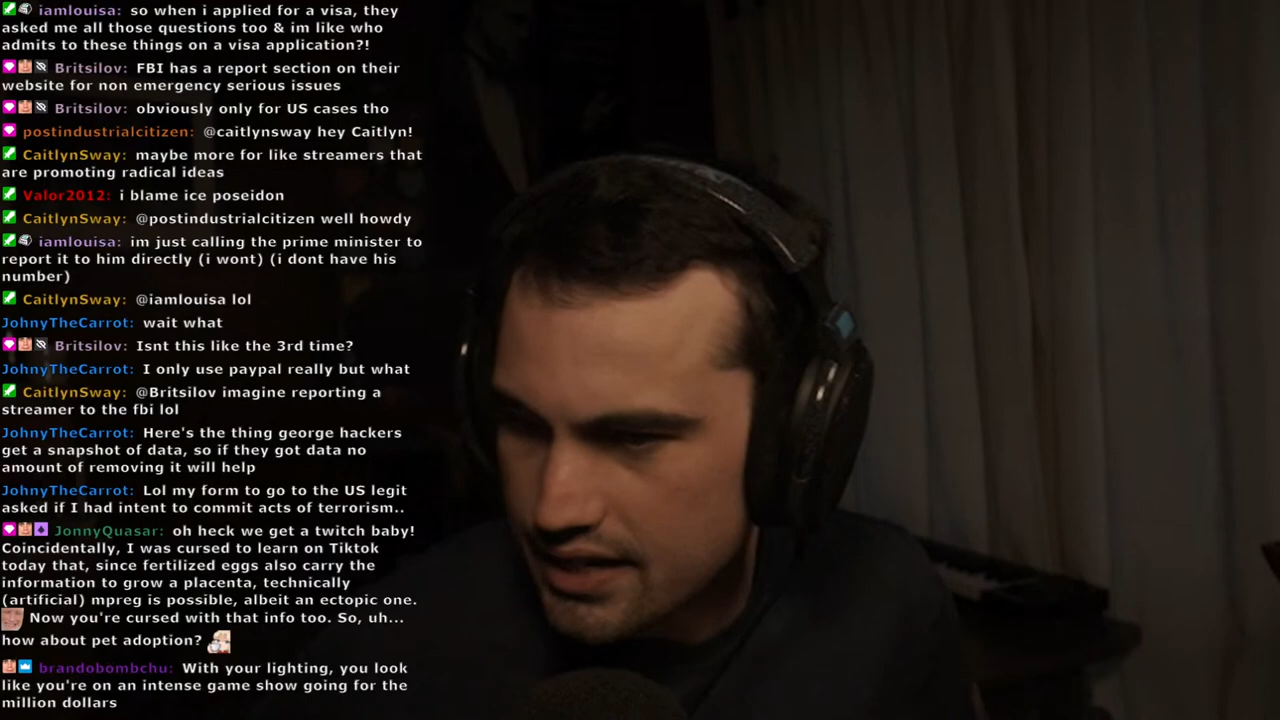 iamlouisa: so when i applied for a visa, they
asked me all those questions too & im like who
admits to these things on a visa application?!
Britsilov: FBI has a report section on their
website for non emergency serious issues
Britsilov: obviously only for US cases tho
postindustrialcitizen: @caitlynsway hey Caitlyn!
CaitlynSway: maybe more for like streamers that
are promoting radical ideas
Valor2012: i blame ice poseidon
CaitlynSway: @postindustrialcitizen well howdy
iamlouisa: im just calling the prime minister to
report it to him directly (i wont) (i dont have his
number)
CaitlynSway: @iamlouisa lol
JohnyTheCarrot: wait what
Britsilov: Isnt this like the 3rd time?
JohnyTheCarrot: I only use paypal really but what
CaitlynSway: @Britsilov imagine reporting a
streamer to the fbi lol
JohnyTheCarrot: Here's the thing george hackers
get a snapshot of data, so if they got data no
amount of removing it will help
JohnyTheCarrot: Lol my form to go to the US legit
asked if I had intent to commit acts of terrorism..
JonnyQuasar: oh heck we get a twitch baby!
Coincidentally, I was cursed to learn on Tiktok
today that, since fertilized eggs also carry the
information to grow a placenta, technically
(artificial) mpreg is possible, albeit an ectopic one.
Now you're cursed with that info too. So, uh...
how about pet adoption?
brandobombchu: With your lighting, you look
like you're on an intense game show going for the
million dollars